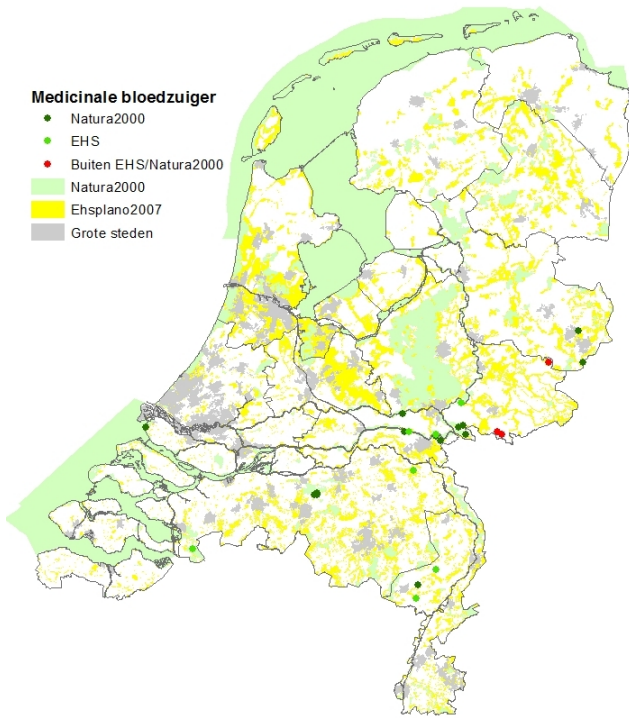 Medicinale bloedzuiger
Natura2000
EHS
Buiten EHS/Natura2000
Natura2000
Ehsplano2007
Grote steden